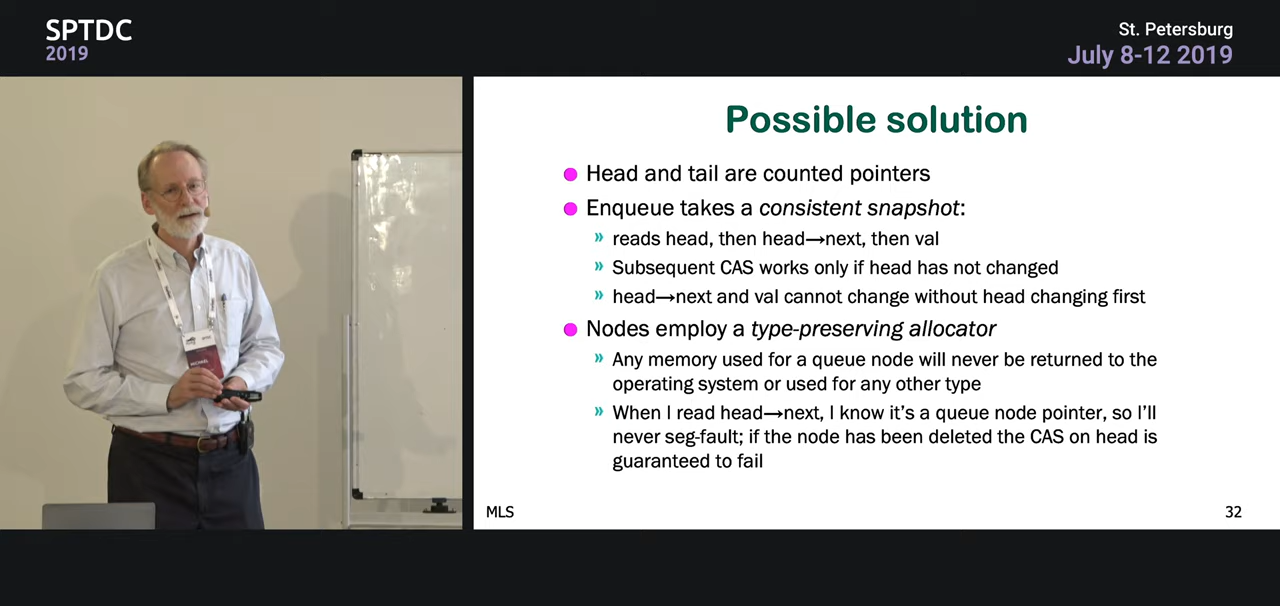 SPTDC
2019
St. Petersburg
July 8-12 2019
Possible solution
Head and tail are counted pointers
Enqueue takes a consistent snapshot:
» reads head, then head→next, then val
» Subsequent CAS works only if head has not changed
» head→next and val cannot change without head changing first
Nodes employ a type-preserving allocator
» Any memory used for a queue node will never be returned to the
operating system or used for any other type
» When I read head→next, I know it's a queue node pointer, so I'll
never seg-fault; if the node has been deleted the CAS on head is
guaranteed to fail
MLS
32
MICHAEL